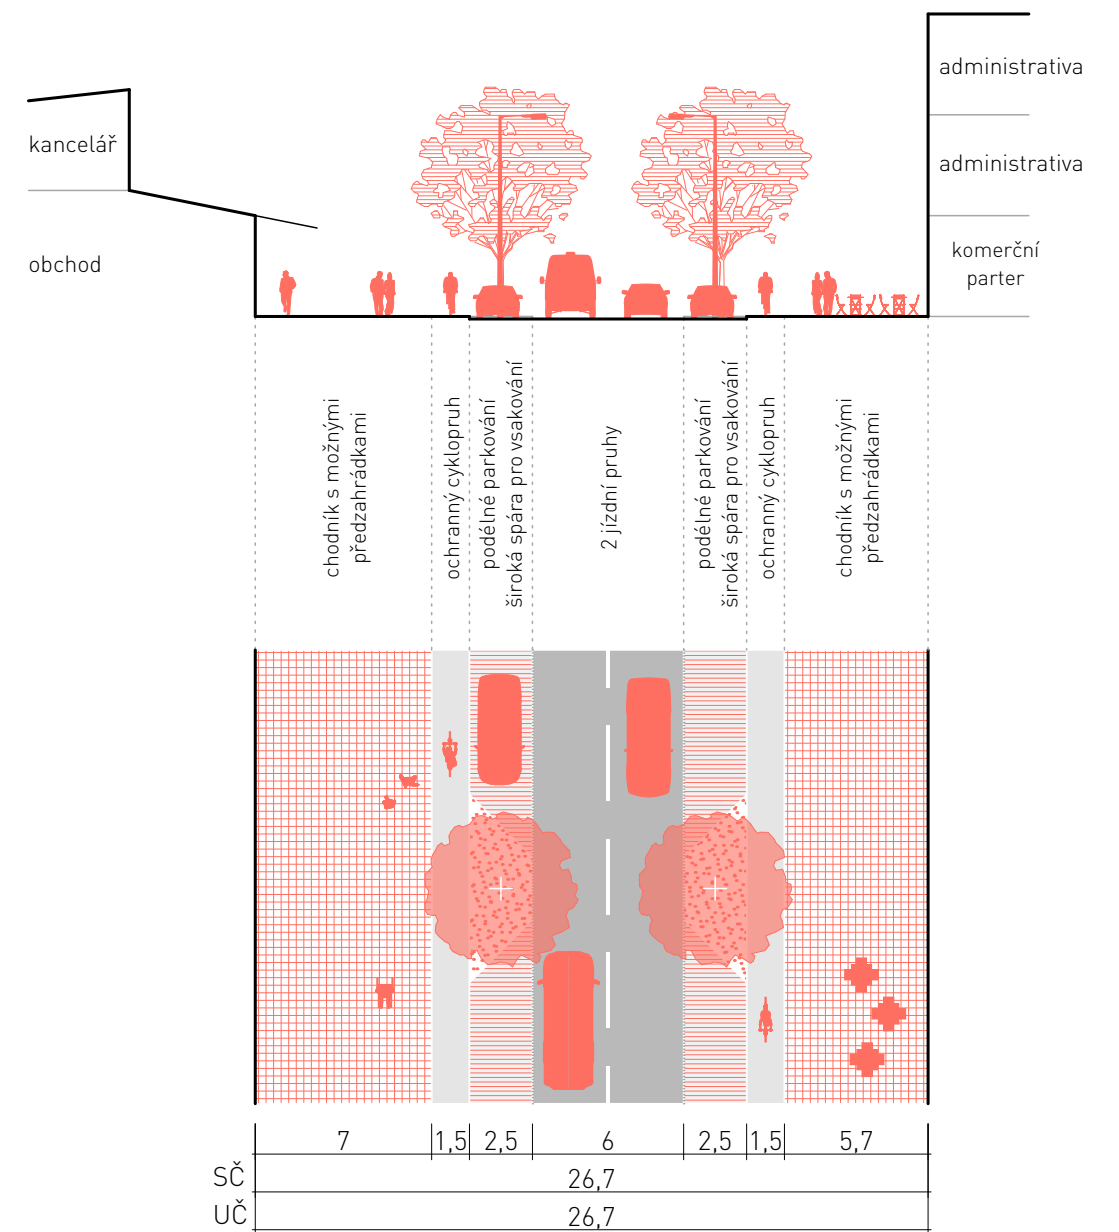 administrativa
kancelář
administrativa
obchod
komerční
parter
chodník s možnými
předzahrádkami
ochranný cyklopruh
podélné parkování
široká spára pro vsakování
2 jízdní pruhy
podélné parkování
široká spára pro vsakování
ochranný cyklopruh
chodník s možnými
předzahrádkami
7 1,5 2,5 6 2,5 1,5 5,7
SČ 26,7
UČ 26,7